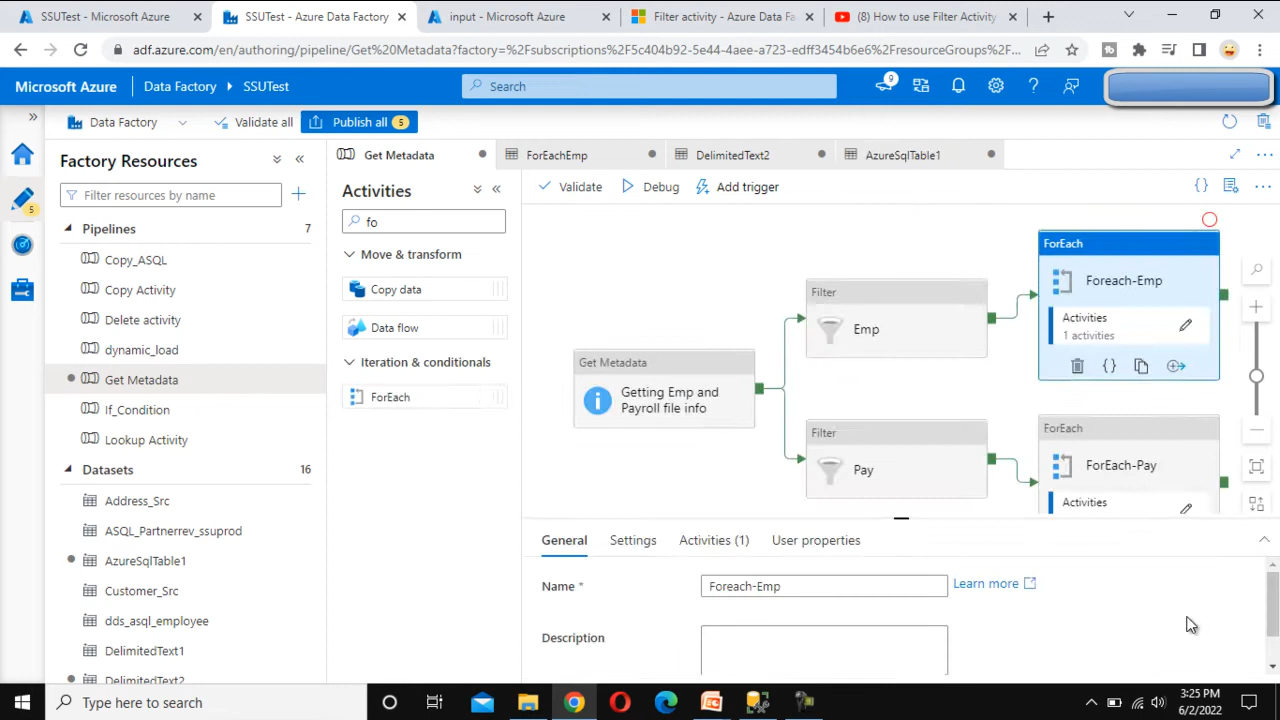 SSUTest - Microsoft Azure
SSUTest - Azure Data Factory
input - Microsoft Azure
Filter activity - Azure Data Fa
(8) How to use Filter Activity
adf.azure.com/en/authoring/pipeline/Get%20Metadata?factory=%2Fsubscriptions%2F5c404b92-5e44-4aee-a723-edff3454b6e6%2FresourceGroups%2F...
Microsoft Azure
Data Factory
SSUTest
Search
9
Data Factory
Validate all
Publish all
5
Factory Resources
Get Metadata
ForEachEmp
DelimitedText2
AzureSqlTable1
Filter resources by name
Activities
Validate
Debug
Add trigger
5
Pipelines
7
fo
Copy_ASQL
Copy Activity
Delete activity
dynamic_load
Get Metadata
If_Condition
Lookup Activity
Datasets
16
Address_Src
ASQL_Partnerrev_ssuprod
AzureSqlTable1
Customer_Src
dds_asql_employee
DelimitedText1
DelimitedText2
Move & transform
Copy data
Data flow
Iteration & conditionals
ForEach
Get Metadata
Getting Emp and
Payroll file info
Filter
Emp
Filter
Pay
ForEach
Foreach-Emp
Activities
1 activities
ForEach
ForEach-Pay
Activities
General
Settings
Activities (1)
User properties
Name *
Foreach-Emp
Learn more
Description
Type here to search
3:25 PM
6/2/2022